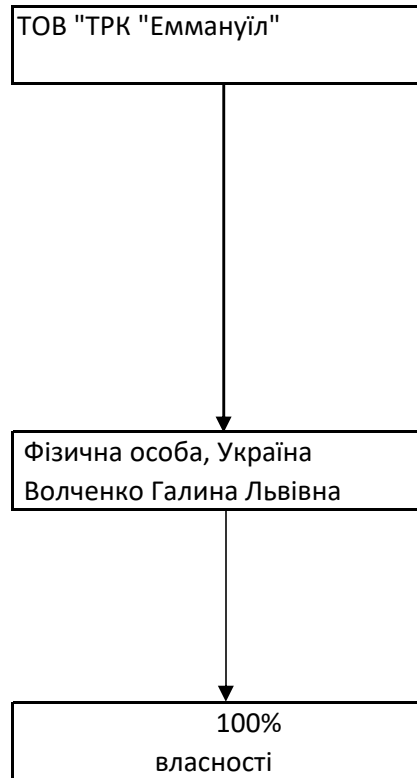 ТОВ "ТРК "Еммануїл"
Фізична особа, Україна
Волченко Галина Львівна
100%
власності